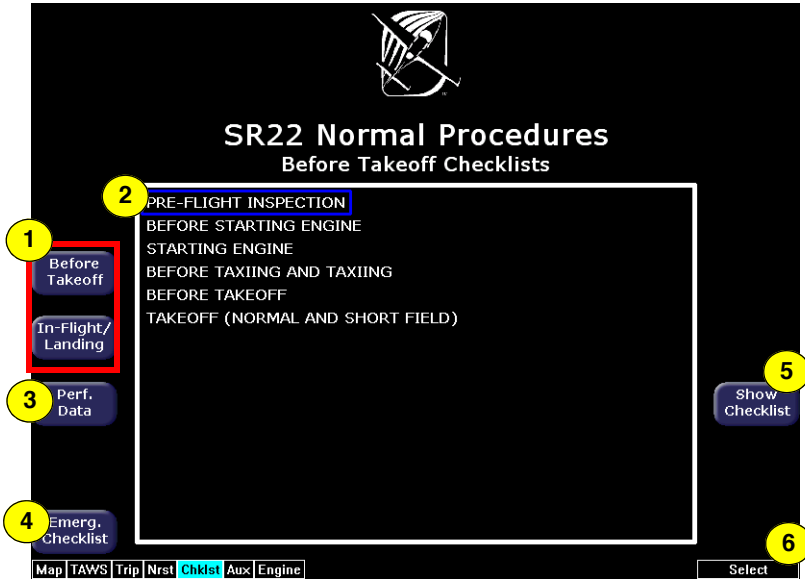 SR22 Normal Procedures
Before Takeoff Checklists
2
PRE-FLIGHT INSPECTION
BEFORE STARTING ENGINE
STARTING ENGINE
BEFORE TAXIING AND TAXIING
BEFORE TAKEOFF
TAKEOFF (NORMAL AND SHORT FIELD)
1
Before
Takeoff
In-Flight/
Landing
3
Perf.
Data
4
Emerg.
Checklist
5
Show
Checklist
6
Map TAWS Trip Nrst Chklst Aux Engine
Select